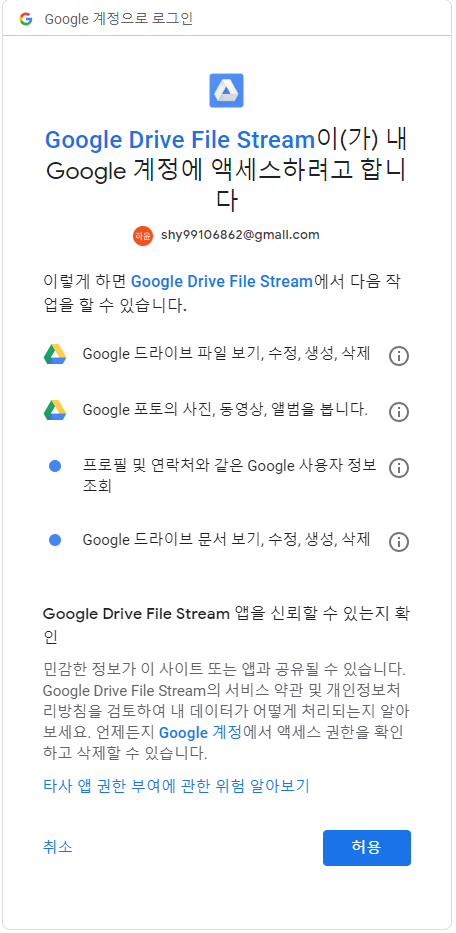 Google 계정으로 로그인
Google Drive File Stream이(가) 내
Google 계정에 액세스하려고 합니
다
하윤 shy99106862@gmail.com
이렇게 하면 Google Drive File Stream에서 다음 작
업을 할 수 있습니다.
Google 드라이브 파일 보기, 수정, 생성, 삭제
Google 포토의 사진, 동영상, 앨범을 봅니다.
프로필 및 연락처와 같은 Google 사용자 정보
조회
Google 드라이브 문서 보기, 수정, 생성, 삭제
Google Drive File Stream 앱을 신뢰할 수 있는지 확
인
민감한 정보가 이 사이트 또는 앱과 공유될 수 있습니다.
Google Drive File Stream의 서비스 약관 및 개인정보처
리방침을 검토하여 내 데이터가 어떻게 처리되는지 알아
보세요. 언제든지 Google 계정에서 액세스 권한을 확인
하고 삭제할 수 있습니다.
타사 앱 권한 부여에 관한 위험 알아보기
취소
허용